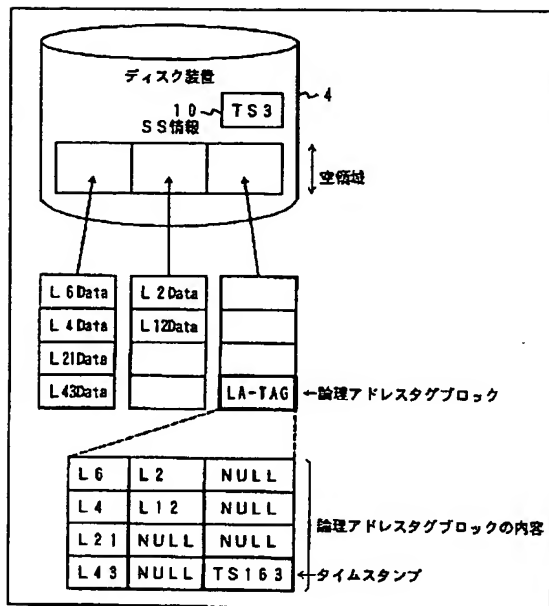 ディスク装置
4
10 TS3
SS情報
空領域
L6Data L2Data
L4Data L12Data
L21Data
L43Data LA-TAG ←論理アドレスタグブロック
L6 L2 NULL
L4 L12 NULL
L21 NULL NULL
論理アドレスタグブロックの内容
L43 NULL TS163 ←タイムスタンプ